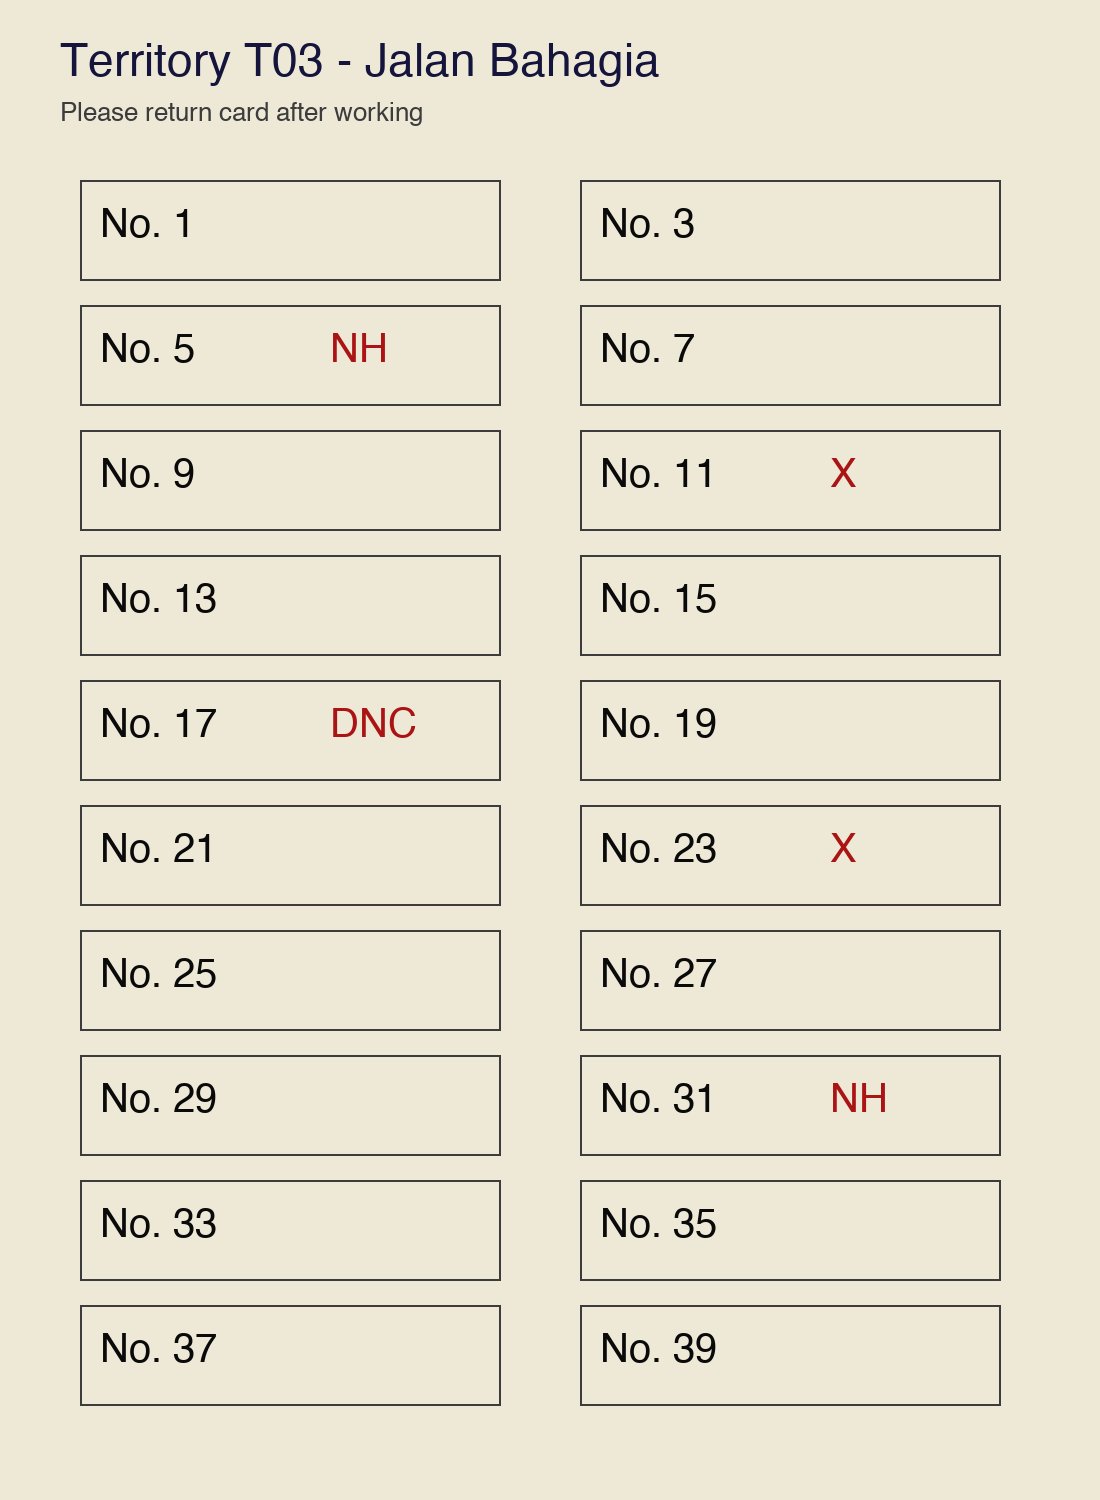 Territory T03 - Jalan Bahagia
Please return card after working
No. 1
No. 3
No. 5 NH
No. 7
No. 9
No. 11 X
No. 13
No. 15
No. 17 DNC
No. 19
No. 21
No. 23 X
No. 25
No. 27
No. 29
No. 31 NH
No. 33
No. 35
No. 37
No. 39